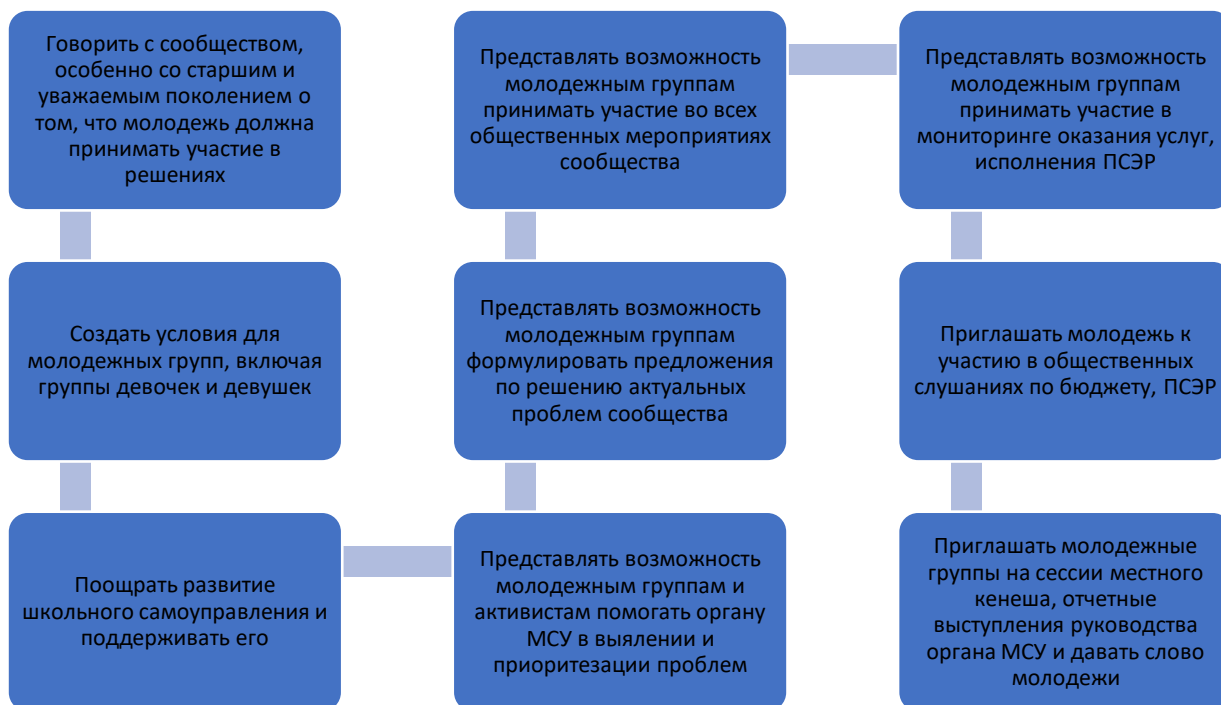 Говорить с сообществом,
особенно со старшим и
уважаемым поколением о
том, что молодежь должна
принимать участие в
решениях
Создать условия для
молодежных групп, включая
группы девочек и девушек
Поощрать развитие
школьного самоуправления и
поддерживать его
Представлять возможность
молодежным группам и
активистам помогать органу
МСУ в выялении и
приоритезации проблем
Представлять возможность
молодежным группам
формулировать предложения
по решению актуальных
проблем сообщества
Представлять возможность
молодежным группам
принимать участие во всех
общественных мероприятиях
сообщества
Представлять возможность
молодежным группам
принимать участие в
мониторинге оказания услуг,
исполнения ПСЭР
Приглашать молодежь к
участию в общественных
слушаниях по бюджету, ПСЭР
Приглашать молодежные
группы на сессии местного
кенеша, отчетные
выступления руководства
органа МСУ и давать слово
молодежи